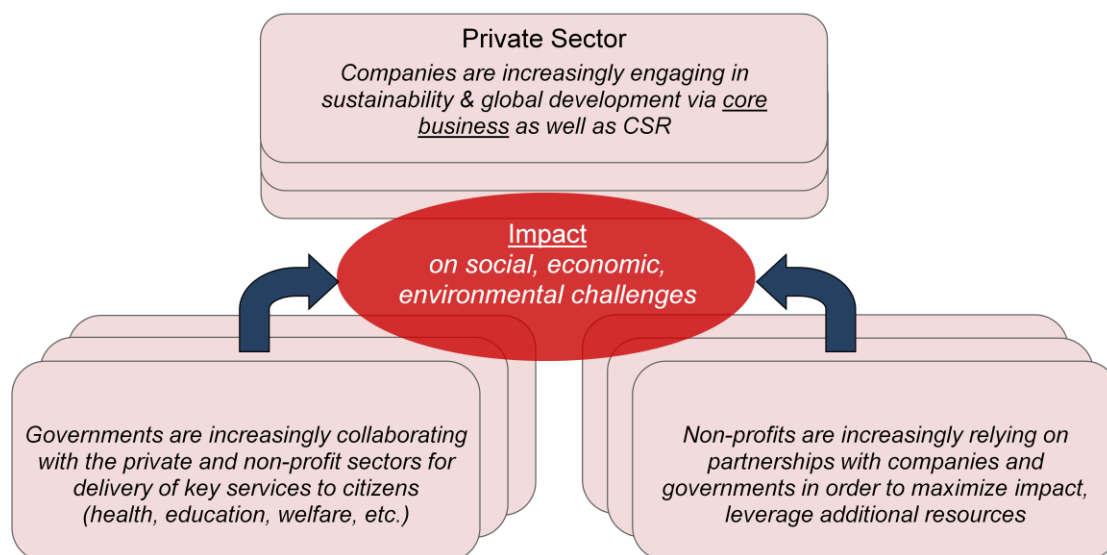 Private Sector
Companies are increasingly engaging in
sustainability & global development via core
business as well as CSR
Impact
on social, economic,
environmental challenges
Governments are increasingly collaborating
with the private and non-profit sectors for
delivery of key services to citizens
(health, education, welfare, etc.)
Non-profits are increasingly relying on
partnerships with companies and
governments in order to maximize impact,
leverage additional resources